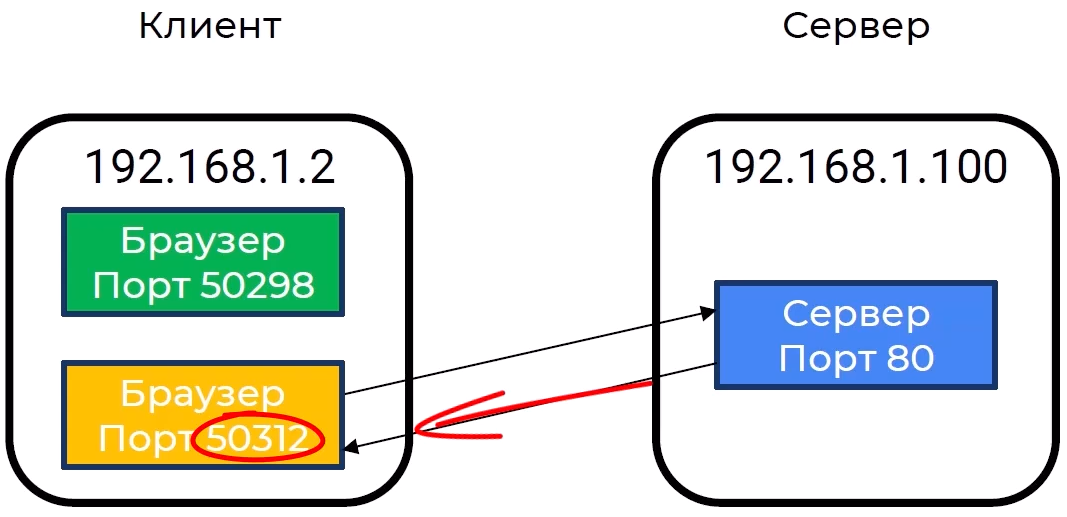 Клиент
Сервер
192.168.1.2
192.168.1.100
Браузер
Порт 50298
Сервер
Порт 80
Браузер
Порт 50312